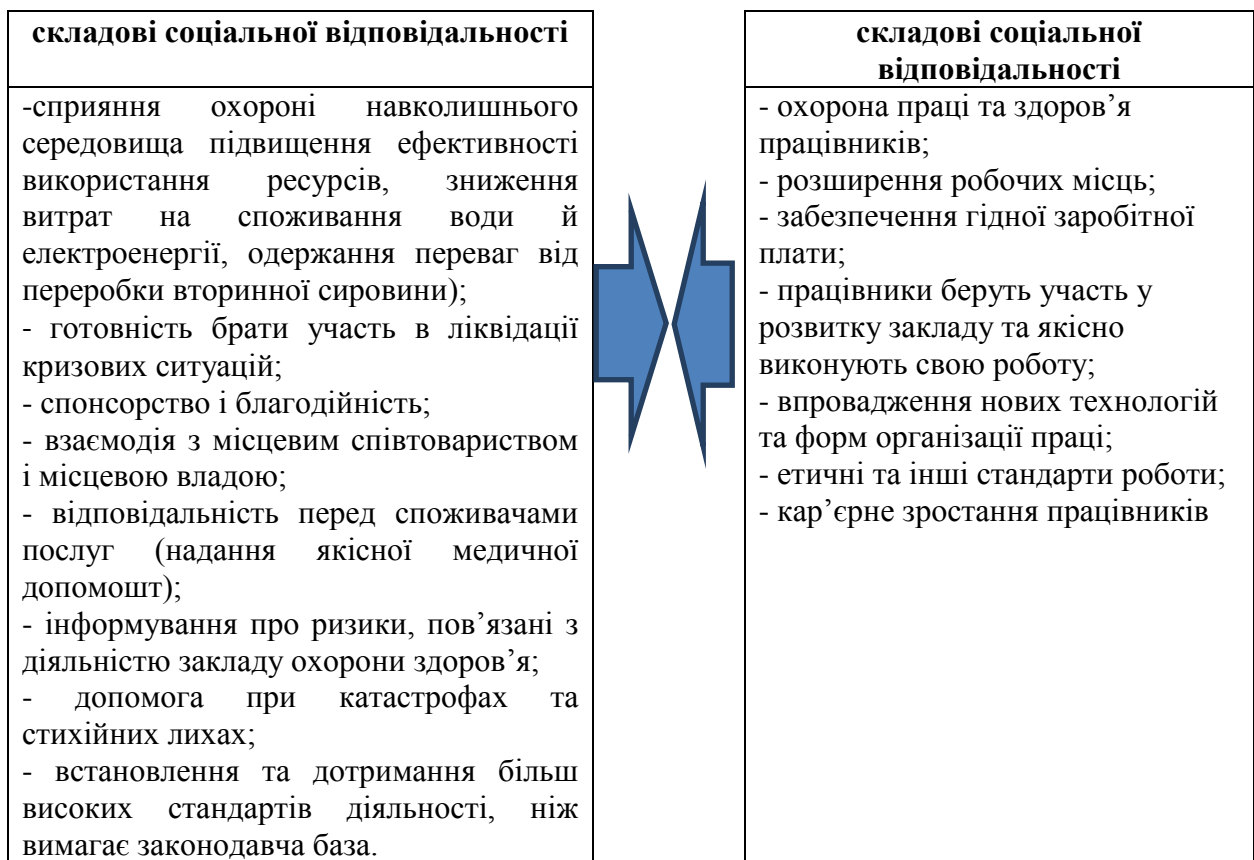 складові соціальної відповідальності
-сприяння охороні навколишнього
середовища підвищення ефективності
використання ресурсів, зниження
витрат на споживання води й
електроенергії, одержання переваг від
переробки вторинної сировини);
- готовність брати участь в ліквідації
кризових ситуацій;
- спонсорство і благодійність;
- взаємодія з місцевим співтовариством
і місцевою владою;
- відповідальність перед споживачами
послуг (надання якісної медичної
допомошт);
- інформування про ризики, пов’язані з
діяльністю закладу охорони здоров’я;
- допомога при катастрофах та
стихійних лихах;
- встановлення та дотримання більш
високих стандартів діяльності, ніж
вимагає законодавча база.
складові соціальної
відповідальності
- охорона праці та здоров’я
працівників;
- розширення робочих місць;
- забезпечення гідної заробітної
плати;
- працівники беруть участь у
розвитку закладу та якісно
виконують свою роботу;
- впровадження нових технологій
та форм організації праці;
- етичні та інші стандарти роботи;
- кар’єрне зростання працівників